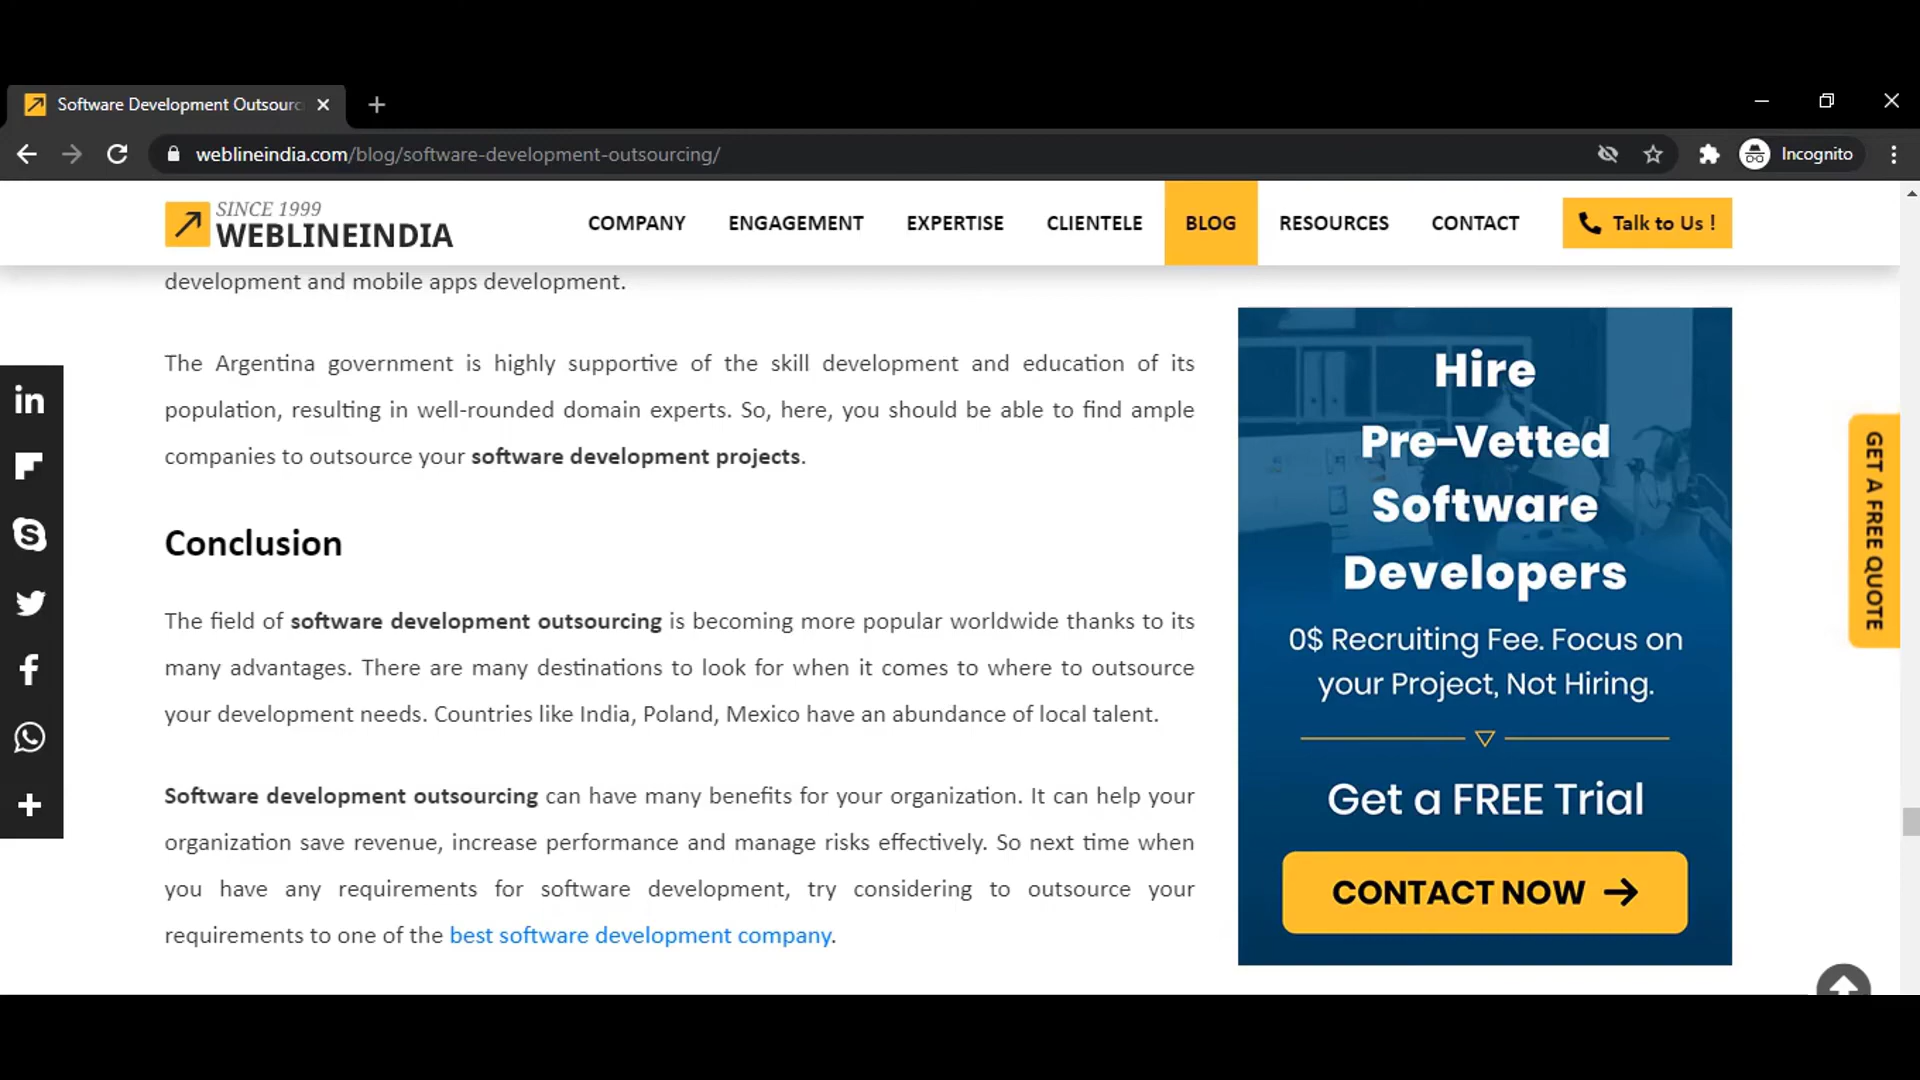 Software Development Outsourc
weblineindia.com/blog/software-development-outsourcing/
Incognito
SINCE 1999
WEBLINEINDIA
COMPANY
ENGAGEMENT
EXPERTISE
CLIENTELE
BLOG
RESOURCES
CONTACT
Talk to Us !
development and mobile apps development.
The Argentina government is highly supportive of the skill development and education of its
population, resulting in well-rounded domain experts. So, here, you should be able to find ample
companies to outsource your software development projects.
Conclusion
The field of software development outsourcing is becoming more popular worldwide thanks to its
many advantages. There are many destinations to look for when it comes to where to outsource
your development needs. Countries like India, Poland, Mexico have an abundance of local talent.
Software development outsourcing can have many benefits for your organization. It can help your
organization save revenue, increase performance and manage risks effectively. So next time when
you have any requirements for software development, try considering to outsource your
requirements to one of the best software development company.
Hire
Pre-Vetted
Software
Developers
0$ Recruiting Fee. Focus on
your Project, Not Hiring.
Get a FREE Trial
CONTACT NOW
GET A FREE QUOTE